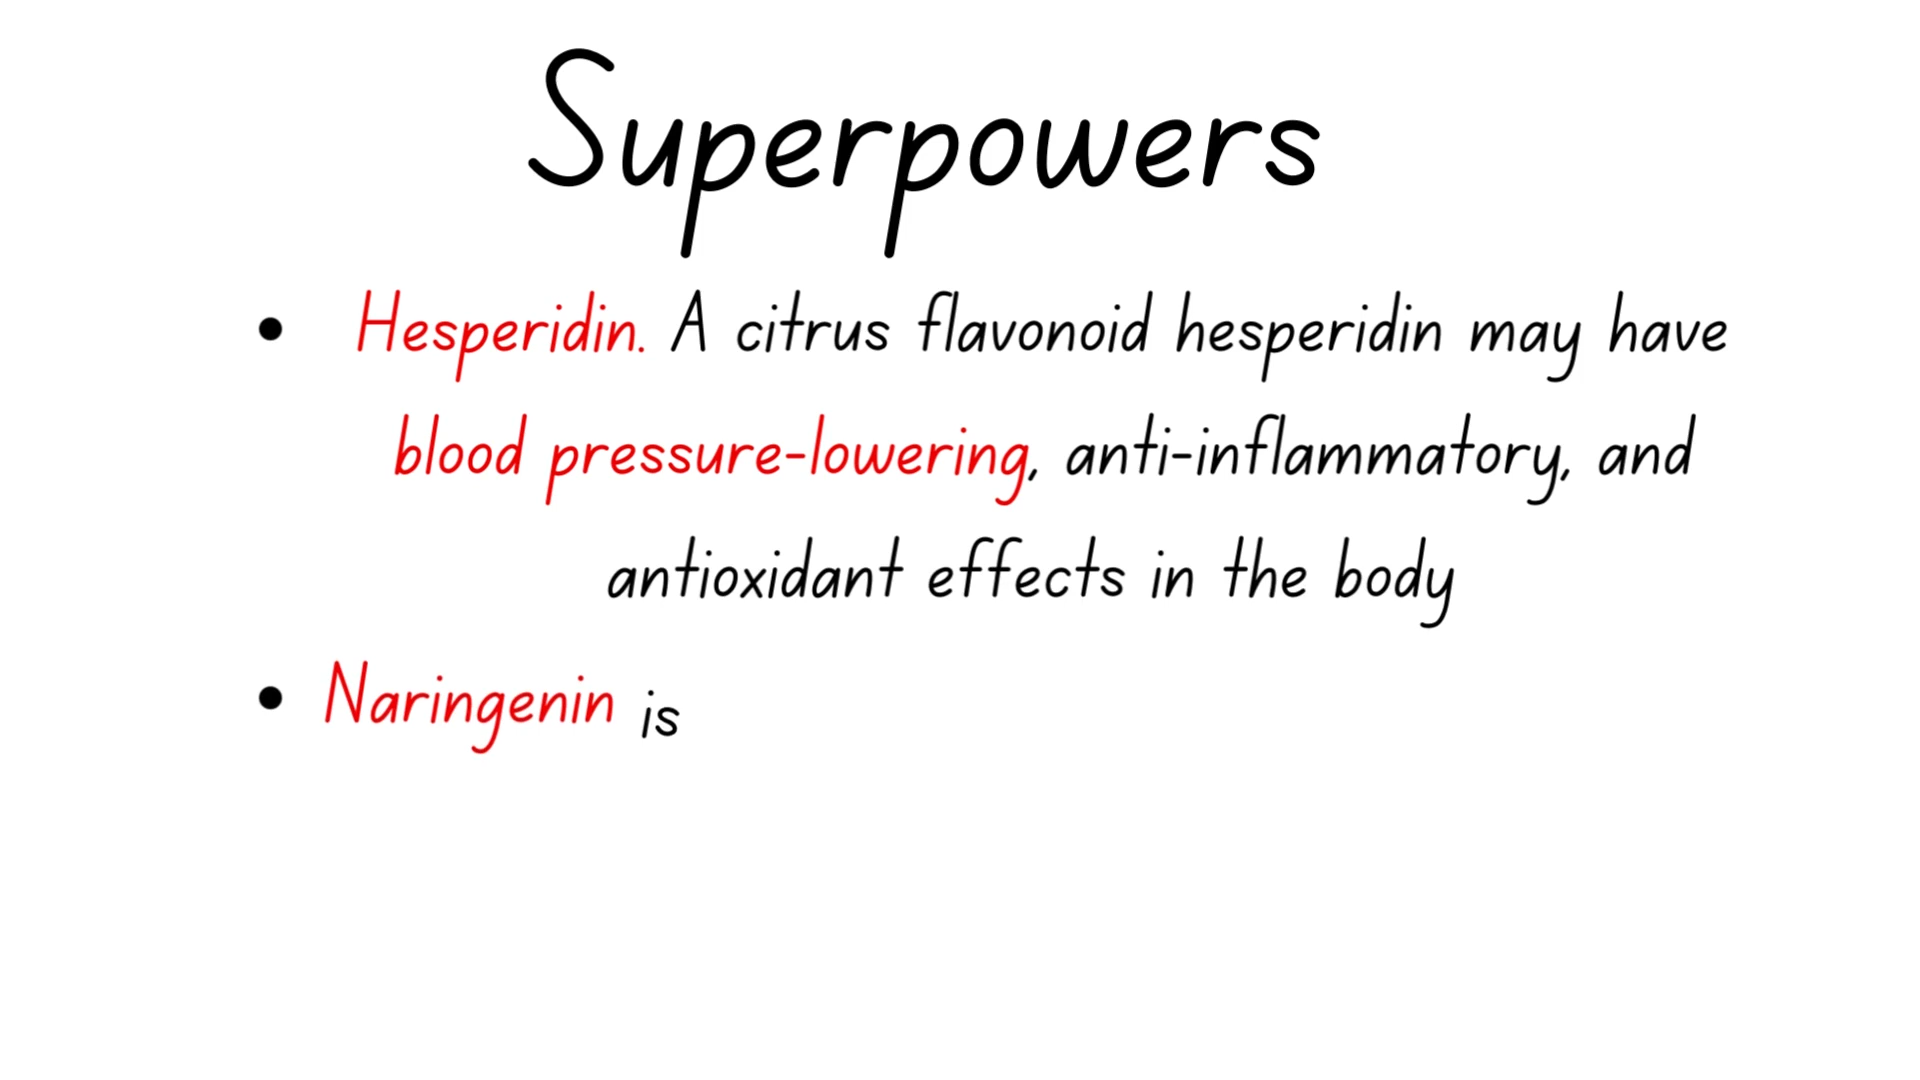 Superpowers
• Hesperidin. A citrus flavonoid hesperidin may have
blood pressure-lowering, anti-inflammatory, and
antioxidant effects in the body
• Naringenin is